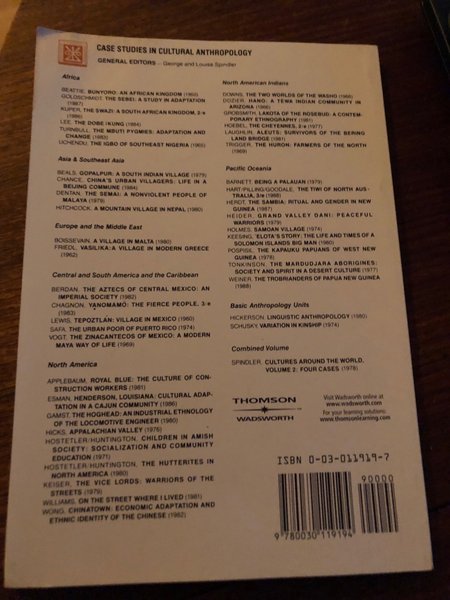 CASE STUDIES IN CULTURAL ANTHROPOLOGY
GENERAL EDITORS – George and Louise Spindler
Africa
BEATTIE, BUNYORO: AN AFRICAN KINGDOM (1960)
GOLDSCHMIDT, THE SEBEI: A STUDY IN ADAPTATION
(1987)
KUPER, THE SWAZI: A SOUTH AFRICAN KINGDOM, 2/e
(1986)
LEE, THE DOBE !KUNG (1984)
TURNBULL, THE MBUTI PYGMIES: ADAPTATION AND
CHANGE (1983)
UCHENDU, THE IGBO OF SOUTHEAST NIGERIA (1965)
Asia & Southeast Asia
BEALS, GOPALPUR: A SOUTH INDIAN VILLAGE (1979)
CHANCE, CHINA'S URBAN VILLAGERS: LIFE IN A
BEIJING COMMUNE (1984)
DENTAN, THE SEMAI: A NONVIOLENT PEOPLE OF
MALAYA (1979)
HITCHCOCK, A MOUNTAIN VILLAGE IN NEPAL (1980)
Europe and the Middle East
BOISSEVAIN, A VILLAGE IN MALTA (1980)
FRIEDL, VASILIKA: A VILLAGE IN MODERN GREECE
(1962)
Central and South America and the Caribbean
BERDAN, THE AZTECS OF CENTRAL MEXICO: AN
IMPERIAL SOCIETY (1982)
CHAGNON, YANOMAMÖ: THE FIERCE PEOPLE, 3/e
(1983)
LEWIS, TEPOZTLÁN: VILLAGE IN MEXICO (1960)
SAFA, THE URBAN POOR OF PUERTO RICO (1974)
VOGT, THE ZINACANTECOS OF MEXICO: A MODERN
MAYA WAY OF LIFE (1969)
North America
APPLEBAUM, ROYAL BLUE: THE CULTURE OF CON-
STRUCTION WORKERS (1981)
ESMAN, HENDERSON, LOUISIANA: CULTURAL ADAP-
TATION IN A CAJUN COMMUNITY (1986)
GAMST, THE HOGHEAD: AN INDUSTRIAL ETHNOLOGY
OF THE LOCOMOTIVE ENGINEER (1980)
HICKS, APPALACHIAN VALLEY (1976)
HOSTETLER/HUNTINGTON, CHILDREN IN AMISH
SOCIETY: SOCIALIZATION AND COMMUNITY
EDUCATION (1971)
HOSTETLER/HUNTINGTON, THE HUTTERITES IN
NORTH AMERICA (1980)
KEISER, THE VICE LORDS: WARRIORS OF THE
STREETS (1979)
WILLIAMS, ON THE STREET WHERE I LIVED (1981)
WONG, CHINATOWN: ECONOMIC ADAPTATION AND
ETHNIC IDENTITY OF THE CHINESE (1982)
North American Indians
DOWNS, THE TWO WORLDS OF THE WASHO (1966)
DOZIER, HANO: A TEWA INDIAN COMMUNITY IN
ARIZONA (1966)
GROBSMITH, LAKOTA OF THE ROSEBUD: A CONTEM-
PORARY ETHNOGRAPHY (1981)
HOEBEL, THE CHEYENNES, 2/e (1977)
LAUGHLIN, ALEUTS: SURVIVORS OF THE BERING
LAND BRIDGE (1981)
TRIGGER, THE HURON: FARMERS OF THE NORTH
(1969)
Pacific Oceania
BARNETT, BEING A PALAUAN (1979)
HART/PILLING/GOODALE, THE TIWI OF NORTH AUS-
TRALIA, 3/e (1988)
HERDT, THE SAMBIA: RITUAL AND GENDER IN NEW
GUINEA (1987)
HEIDER, GRAND VALLEY DANI: PEACEFUL
WARRIORS (1979)
HOLMES, SAMOAN VILLAGE (1974)
KEESING, 'ELOTA'S STORY: THE LIFE AND TIMES OF A
SOLOMON ISLANDS BIG MAN (1980)
POSPISIL, THE KAPAUKU PAPUANS OF WEST NEW
GUINEA (1978)
TONKINSON, THE MARDUDJARA ABORIGINES:
SOCIETY AND SPIRIT IN A DESERT CULTURE (1977)
WEINER, THE TROBRIANDERS OF PAPUA NEW GUINEA
(1988)
Basic Anthropology Units
HICKERSON, LINGUISTIC ANTHROPOLOGY (1980)
SCHUSKY, VARIATION IN KINSHIP (1974)
Combined Volume
SPINDLER, CULTURES AROUND THE WORLD,
VOLUME 2: FOUR CASES (1978)
THOMSON
WADSWORTH
Visit Wadsworth online at
www.wadsworth.com
For your learning solutions:
www.thomsonlearning.com
ISBN 0-03-011919-7
90000
9 780030 119194